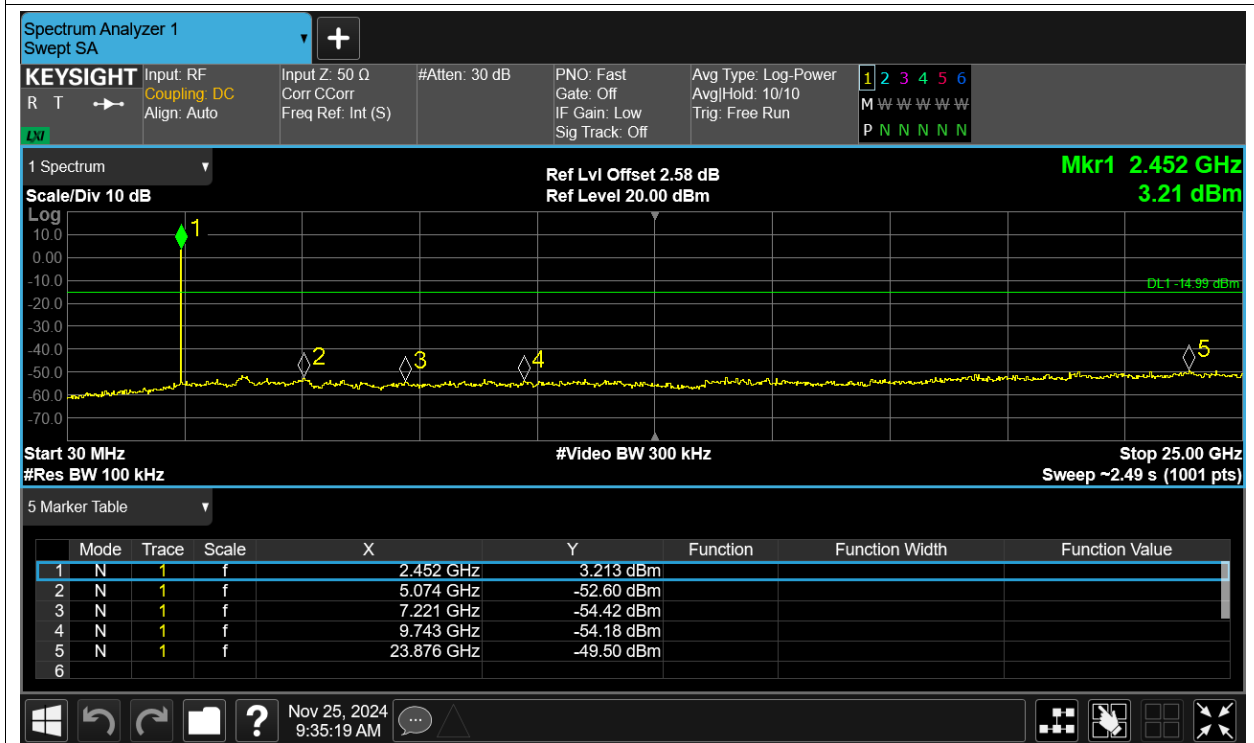 Spectrum Analyzer 1
Swept SA
+
KEYSIGHT
R T
LXI
Input: RF
Coupling: DC
Align: Auto
Input Z: 50 Ω
Corr CCorr
Freq Ref: Int (S)
#Atten: 30 dB
PNO: Fast
Gate: Off
IF Gain: Low
Sig Track: Off
Avg Type: Log-Power
Avg|Hold: 10/10
Trig: Free Run
1 2 3 4 5 6
M W W W W W
P N N N N N
1 Spectrum
Scale/Div 10 dB
Ref Lvl Offset 2.58 dB
Ref Level 20.00 dBm
Mkr1 2.452 GHz
3.21 dBm
Log
10.0
0.00
-10.0
-20.0
-30.0
-40.0
-50.0
-60.0
-70.0
1
2
3
4
5
DL1 -14.99 dBm
Start 30 MHz
#Res BW 100 kHz
#Video BW 300 kHz
Stop 25.00 GHz
Sweep ~2.49 s (1001 pts)
5 Marker Table
Mode Trace Scale X Y Function Function Width Function Value
1 N 1 f 2.452 GHz 3.213 dBm
2 N 1 f 5.074 GHz -52.60 dBm
3 N 1 f 7.221 GHz -54.42 dBm
4 N 1 f 9.743 GHz -54.18 dBm
5 N 1 f 23.876 GHz -49.50 dBm
6
?
Nov 25, 2024
9:35:19 AM